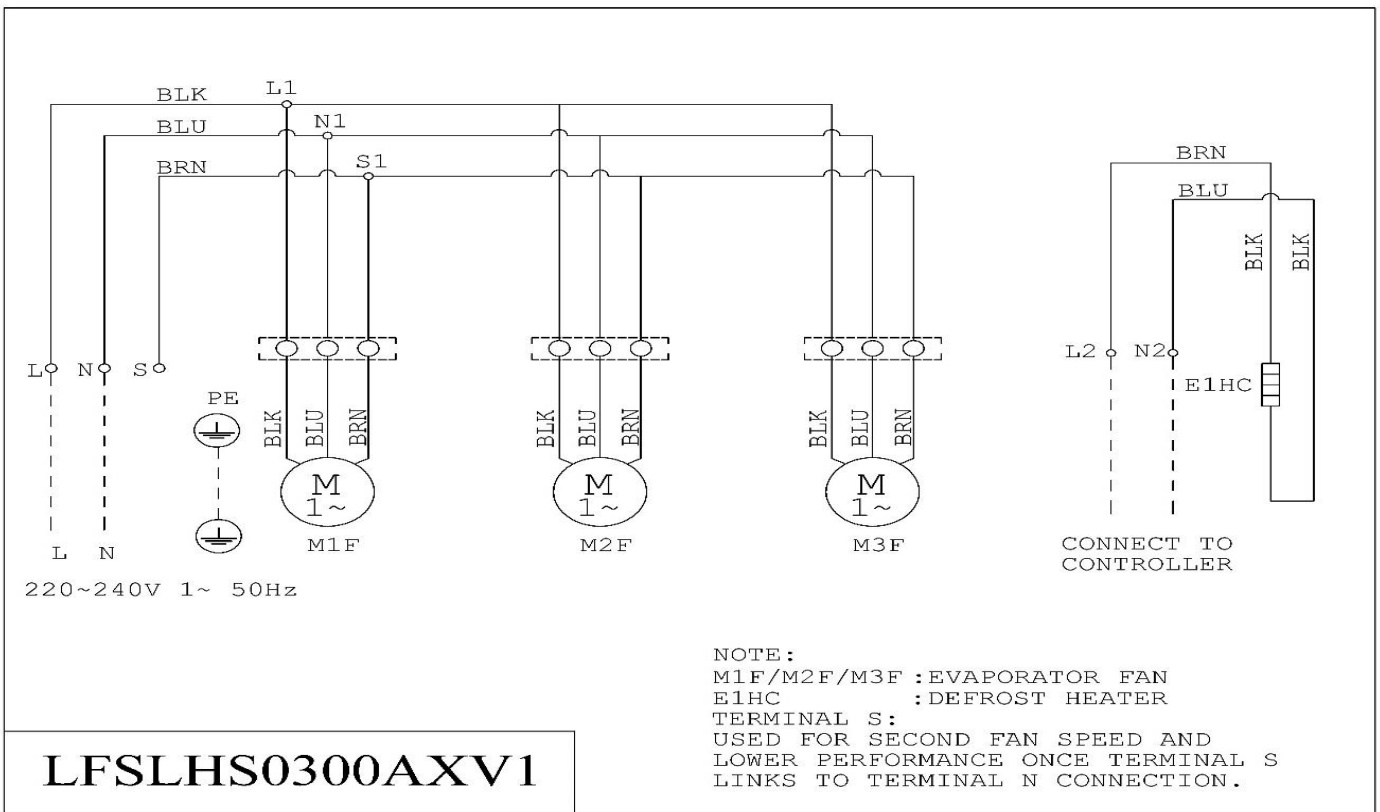 BLK L1
BLU N1
BRN S1
BRN
BLU
BLK BLK
L N S
L2 N2
E1HC
PE
BLK BLU BRN
BLK BLU BRN
BLK BLU BRN
M 1~
M 1~
M 1~
M1F M2F M3F
L N
220~240V 1~ 50Hz
CONNECT TO
CONTROLLER
NOTE:
M1F/M2F/M3F :EVAPORATOR FAN
E1HC :DEFROST HEATER
TERMINAL S:
USED FOR SECOND FAN SPEED AND
LOWER PERFORMANCE ONCE TERMINAL S
LINKS TO TERMINAL N CONNECTION.
LFSLHS0300AXV1